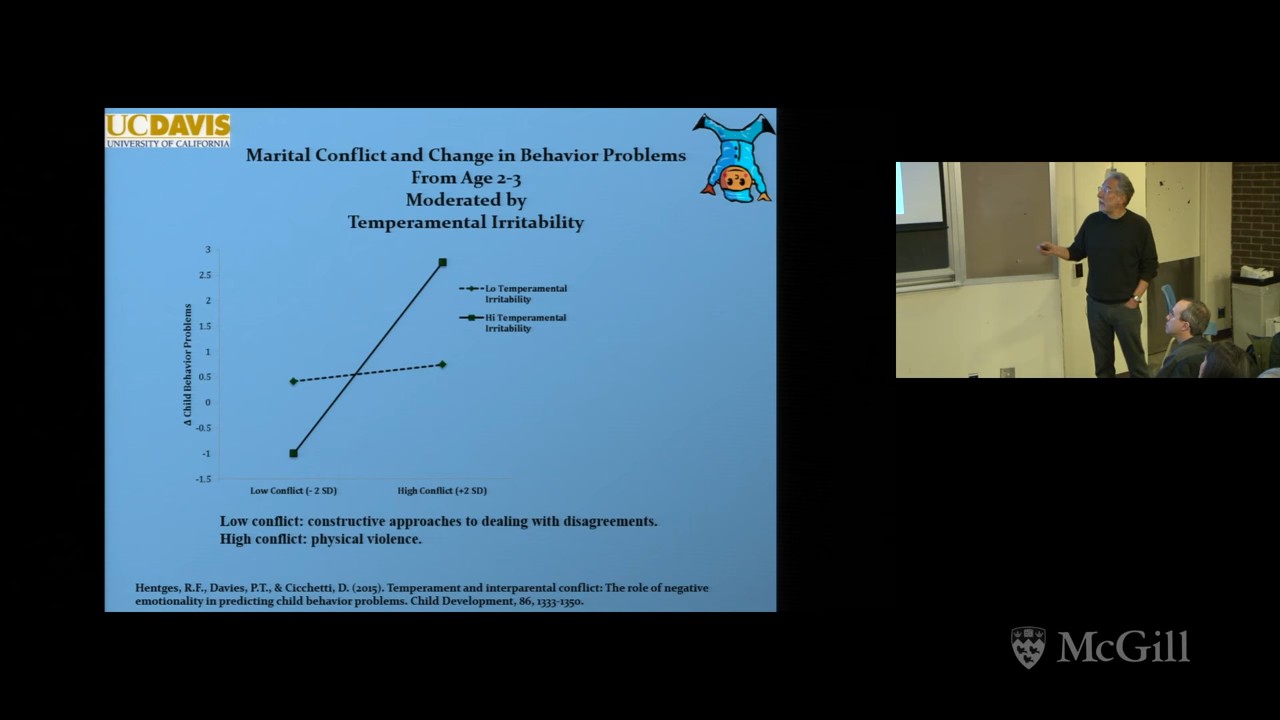 UCDAVIS
UNIVERSITY OF CALIFORNIA
Marital Conflict and Change in Behavior Problems
From Age 2-3
Moderated by
Temperamental Irritability
3
2.5
2
1.5
1
0.5
0
-0.5
-1
-1.5
Δ Child Behavior Problems
Lo Temperamental
Irritability
Hi Temperamental
Irritability
Low Conflict (- 2 SD)
High Conflict (+2 SD)
Low conflict: constructive approaches to dealing with disagreements.
High conflict: physical violence.
Hentges, R.F., Davies, P.T., & Cicchetti, D. (2015). Temperament and interparental conflict: The role of negative
emotionality in predicting child behavior problems. Child Development, 86, 1333-1350.
McGill